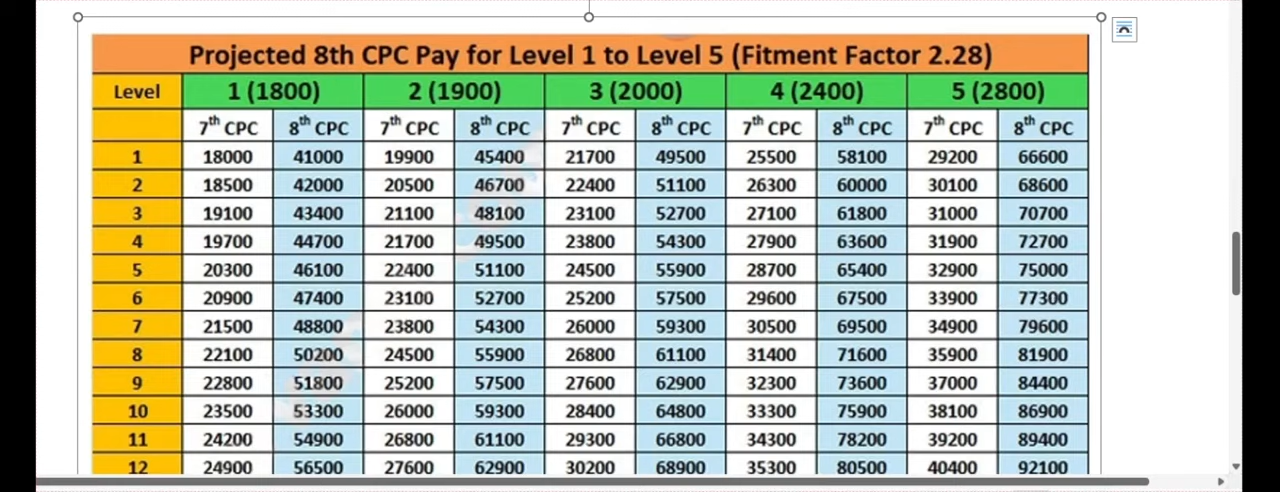 Projected 8th CPC Pay for Level 1 to Level 5 (Fitment Factor 2.28)
Level 1 (1800) 2 (1900) 3 (2000) 4 (2400) 5 (2800)
7th CPC 8th CPC 7th CPC 8th CPC 7th CPC 8th CPC 7th CPC 8th CPC 7th CPC 8th CPC
1 18000 41000 19900 45400 21700 49500 25500 58100 29200 66600
2 18500 42000 20500 46700 22400 51100 26300 60000 30100 68600
3 19100 43400 21100 48100 23100 52700 27100 61800 31000 70700
4 19700 44700 21700 49500 23800 54300 27900 63600 31900 72700
5 20300 46100 22400 51100 24500 55900 28700 65400 32900 75000
6 20900 47400 23100 52700 25200 57500 29600 67500 33900 77300
7 21500 48800 23800 54300 26000 59300 30500 69500 34900 79600
8 22100 50200 24500 55900 26800 61100 31400 71600 35900 81900
9 22800 51800 25200 57500 27600 62900 32300 73600 37000 84400
10 23500 53300 26000 59300 28400 64800 33300 75900 38100 86900
11 24200 54900 26800 61100 29300 66800 34300 78200 39200 89400
12 24900 56500 27600 62900 30200 68900 35300 80500 40400 92100